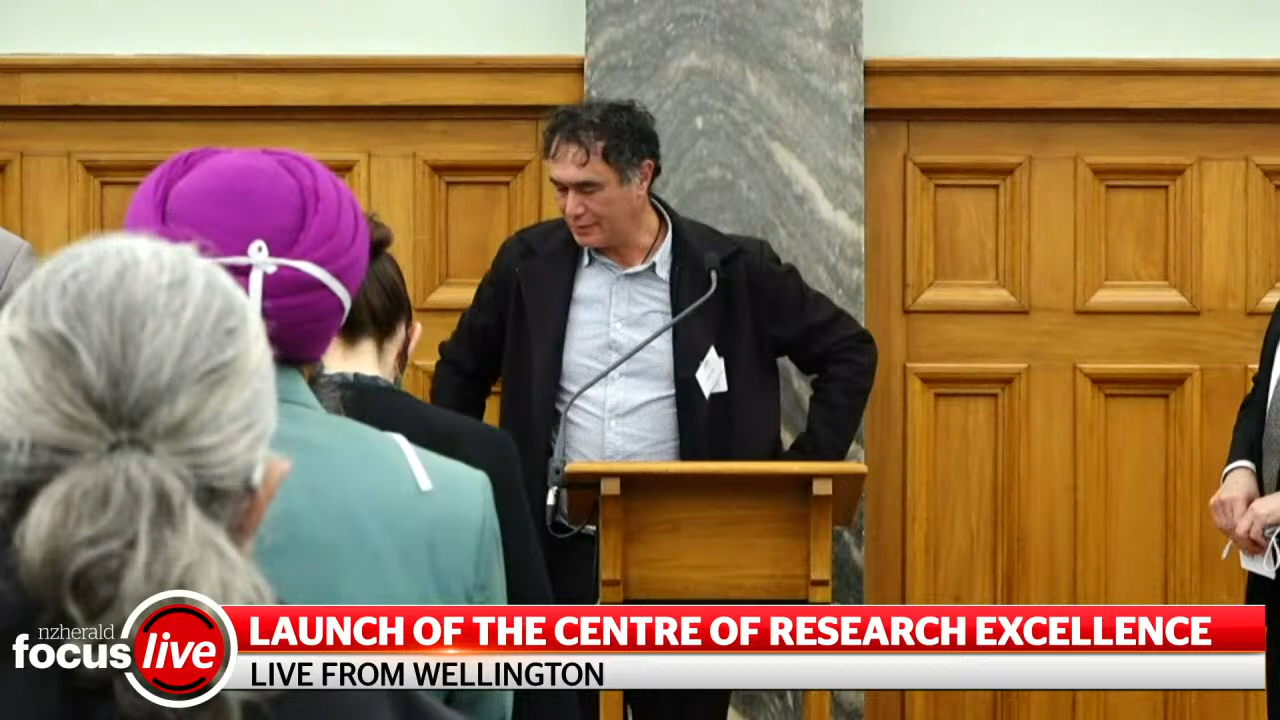 nzherald
focus live
LAUNCH OF THE CENTRE OF RESEARCH EXCELLENCE
LIVE FROM WELLINGTON